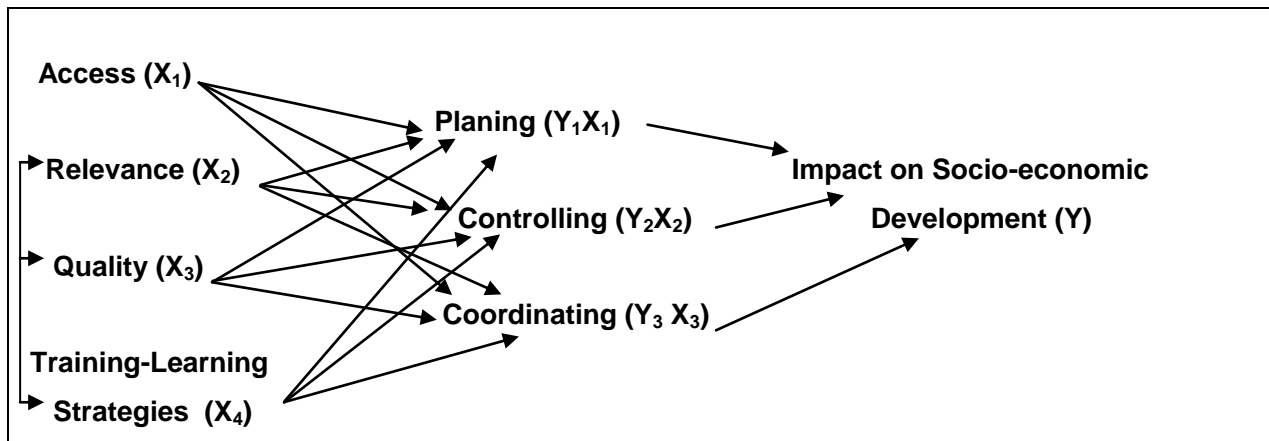 Access (X₁)
Planing (Y₁X₁)
Relevance (X₂)
Impact on Socio-economic
Controlling (Y₂X₂)
Development (Y)
Quality (X₃)
Coordinating (Y₃ X₃)
Training-Learning
Strategies (X₄)